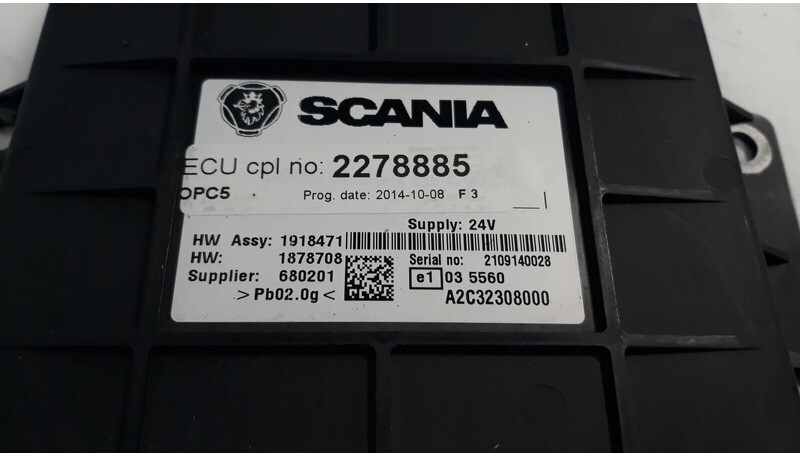 SCANIA
ECU cpl no: 2278885
OPC5 Prog. date: 2014-10-08 F 3
Supply: 24V
HW Assy: 1918471
HW: 1878708 Serial no: 2109140028
Supplier: 680201 e1 03 5560
>Pb02.0g< A2C32308000